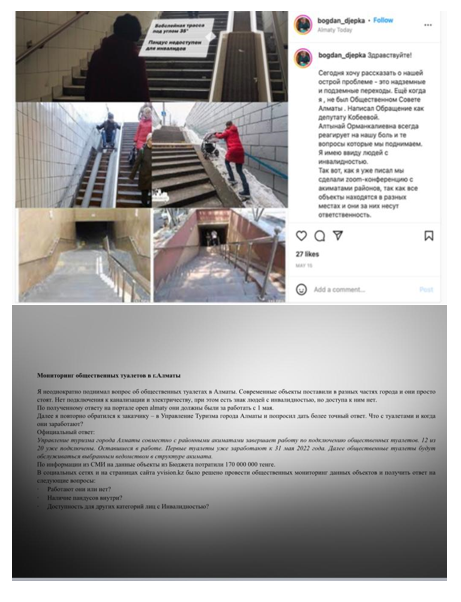 Бобслейная трасса
под углом 35°
Пандус недоступен
для инвалидов
bogdan_djepka • Follow
Almaty Today
bogdan_djepka Здравствуйте!
Сегодня хочу рассказать о нашей
острой проблеме - это надземные
и подземные переходы. Ещё когда
я , не был Общественном Совете
Алматы . Написал Обращение как
депутату Кобеевой.
Алтынай Орманкалиевна всегда
реагирует на нашу боль и те
вопросы которые мы поднимаем.
Я имею ввиду людей с
инвалидностью.
Так вот, как я уже писал мы
сделали zoom-конференцию с
акиматами районов, так как все
объекты находятся в разных
местах и они за них несут
ответственность.
27 likes
MAY 15
Add a comment...
Post
Мониторинг общественных туалетов в г.Алматы
Я неоднократно поднимал вопрос об общественных туалетах в Алматы. Современные объекты поставили в разных частях города и они просто
стоят. Нет подключения к канализации и электричеству, при этом есть знак людей с инвалидностью, но доступа к ним нет.
По полученному ответу на портале open almaty они должны были за работать с 1 мая.
Далее я повторно обратился к заказчику – в Управление Туризма города Алматы и попросил дать более точный ответ. Что с туалетами и когда
они заработают?
Официальный ответ:
Управление туризма города Алматы совместно с районными акиматами завершает работу по подключению общественных туалетов. 12 из
20 уже подключены. Оставшиеся в работе. Первые туалеты уже заработают к 31 мая 2022 года. Далее общественные туалеты будут
обслуживаться выбранным ведомством в структуре акимата.
По информации из СМИ на данные объекты из Бюджета потратили 170 000 000 тенге.
В социальных сетях и на страницах сайта yvision.kz было решено провести общественных мониторинг данных объектов и получить ответ на
следующие вопросы:
- Работают они или нет?
- Наличие пандусов внутри?
- Доступность для других категорий лиц с Инвалидностью?